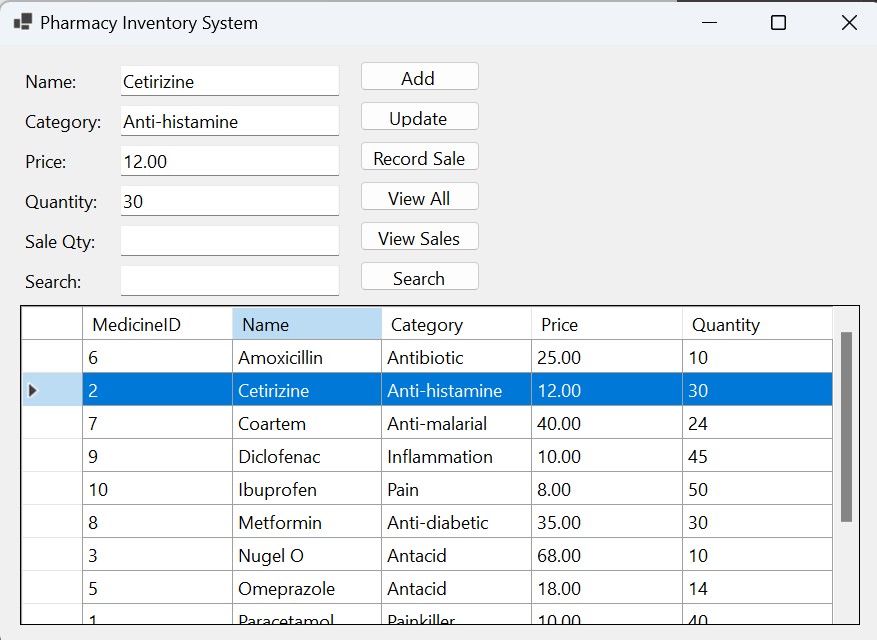 Pharmacy Inventory System
Name: Cetirizine Add
Category: Anti-histamine Update
Price: 12.00 Record Sale
Quantity: 30 View All
Sale Qty: View Sales
Search: Search
MedicineID Name Category Price Quantity
6 Amoxicillin Antibiotic 25.00 10
2 Cetirizine Anti-histamine 12.00 30
7 Coartem Anti-malarial 40.00 24
9 Diclofenac Inflammation 10.00 45
10 Ibuprofen Pain 8.00 50
8 Metformin Anti-diabetic 35.00 30
3 Nugel O Antacid 68.00 10
5 Omeprazole Antacid 18.00 14
1 Paracetamol Painkiller 10.00 40